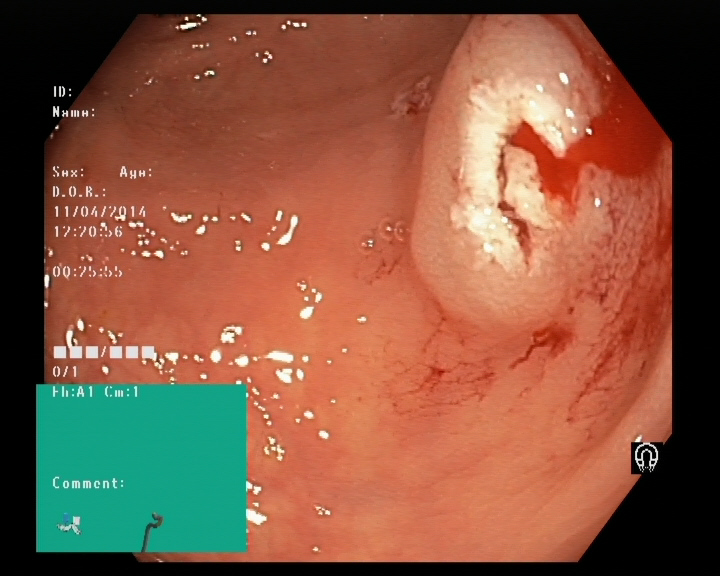 ID:
Name:
Sex: Age:
D.O.B.:
11/04/2014
12:20:56
00:25:55
■■■/■■■
0/1
Eh:A1 Cm:1
Comment: